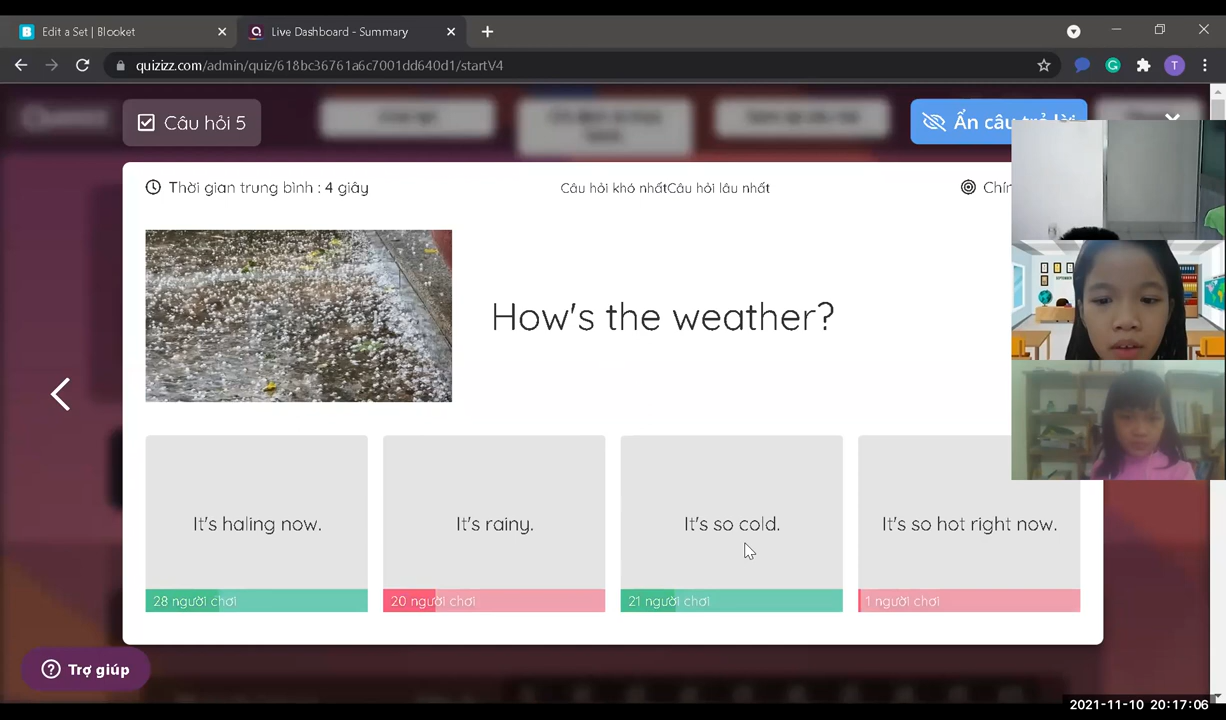 Edit a Set | Blooket
Live Dashboard - Summary
quizizz.com/admin/quiz/618bc36761a6c7001dd640d1/startV4
T
Câu hỏi 5
Ẩn câu trả lời
Thời gian trung bình : 4 giây
Câu hỏi khó nhấtCâu hỏi lâu nhất
How's the weather?
It's haling now.
It's rainy.
It's so cold.
It's so hot right now.
28 người chơi
20 người chơi
21 người chơi
1 người chơi
Trợ giúp
2021-11-10 20:17:06